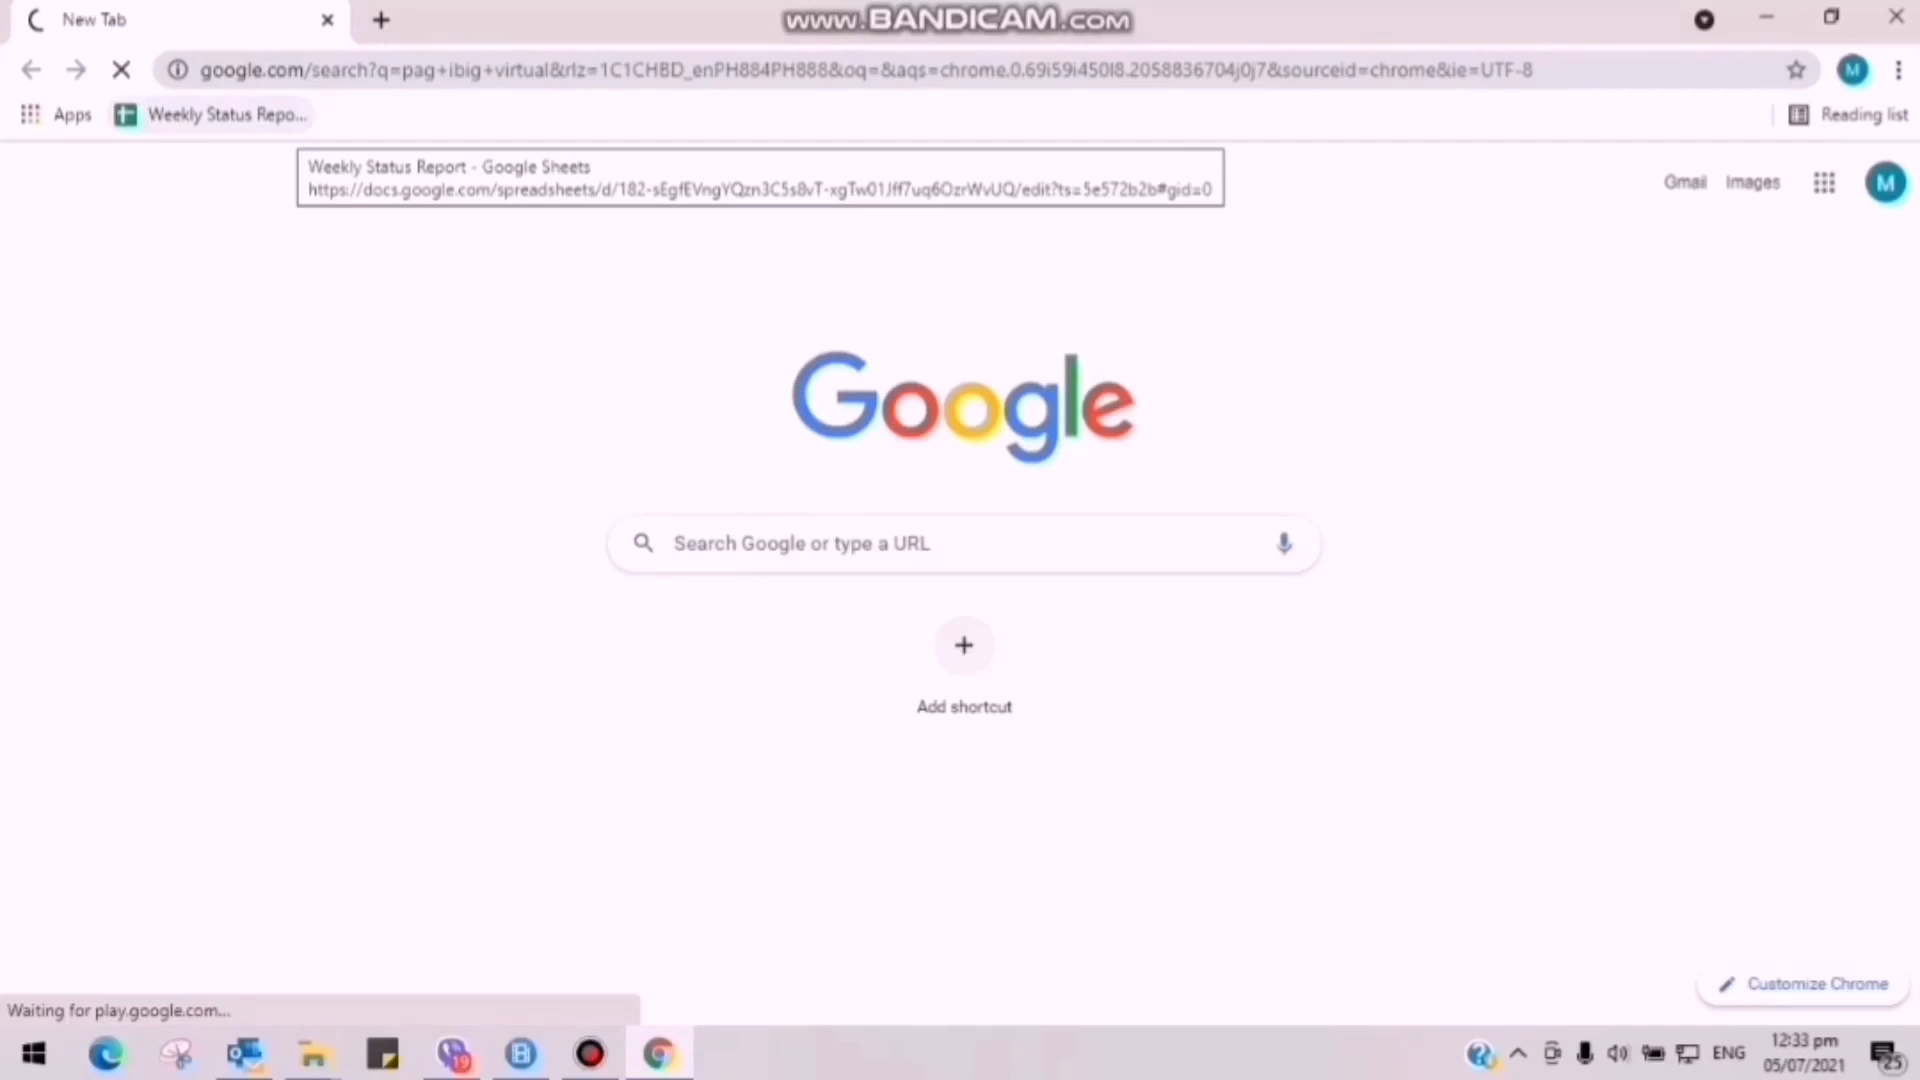 New Tab
www.BANDICAM.com
google.com/search?q=pag+ibig+virtual&rlz=1C1CHBD_enPH884PH888&oq=&aqs=chrome.0.69i59i450l8.2058836704j0j7&sourceid=chrome&ie=UTF-8
M
Apps
Weekly Status Repo...
Reading list
Weekly Status Report - Google Sheets
https://docs.google.com/spreadsheets/d/182-sEgfEVngYQzn3C5s8vT-xgTw01Jff7uq6OzrWvUQ/edit?ts=5e572b2b#gid=0
Gmail
Images
M
Google
Search Google or type a URL
Add shortcut
Customize Chrome
Waiting for play.google.com...
19
ENG
12:33 pm
05/07/2021
25